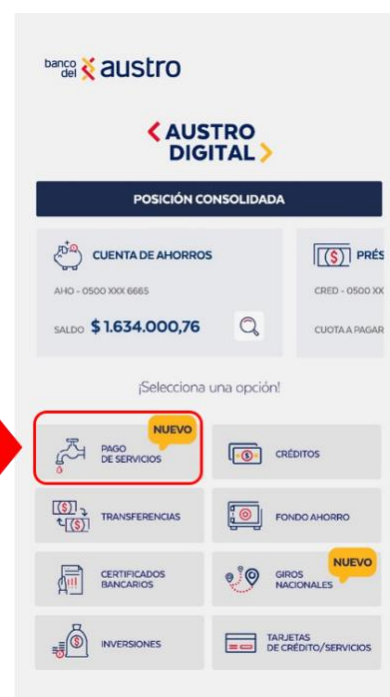 banco del austro
< AUSTRO
DIGITAL >
POSICIÓN CONSOLIDADA
CUENTA DE AHORROS
AHO - 0500 XXX 6665
SALDO $ 1.634.000,76
PRÉS
CRED - 0500 XX
CUOTA A PAGAR
¡Selecciona una opción!
NUEVO
PAGO
DE SERVICIOS
CRÉDITOS
TRANSFERENCIAS
FONDO AHORRO
CERTIFICADOS
BANCARIOS
NUEVO
GIROS
NACIONALES
INVERSIONES
TARJETAS
DE CRÉDITO/SERVICIOS